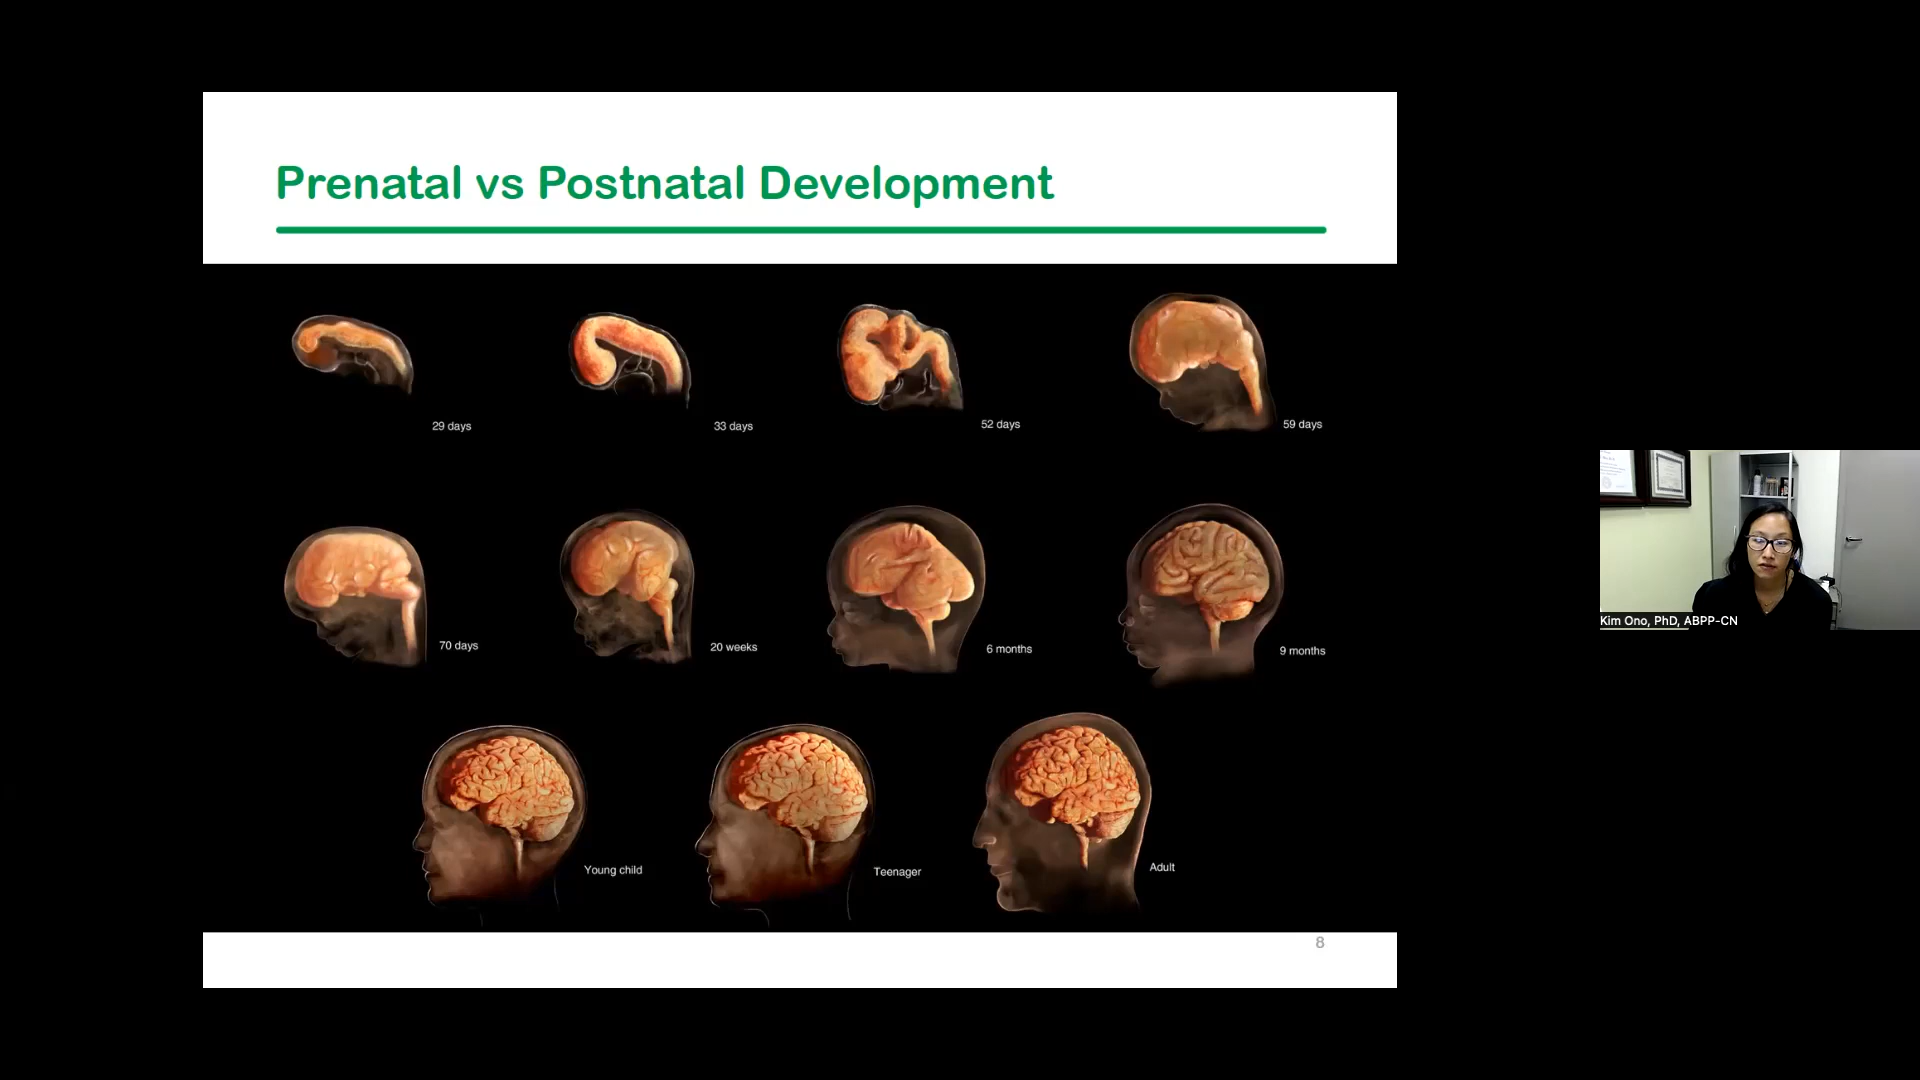 Prenatal vs Postnatal Development
29 days
33 days
52 days
59 days
70 days
20 weeks
6 months
9 months
Young child
Teenager
Adult
8
Kim Ono, PhD, ABPP-CN